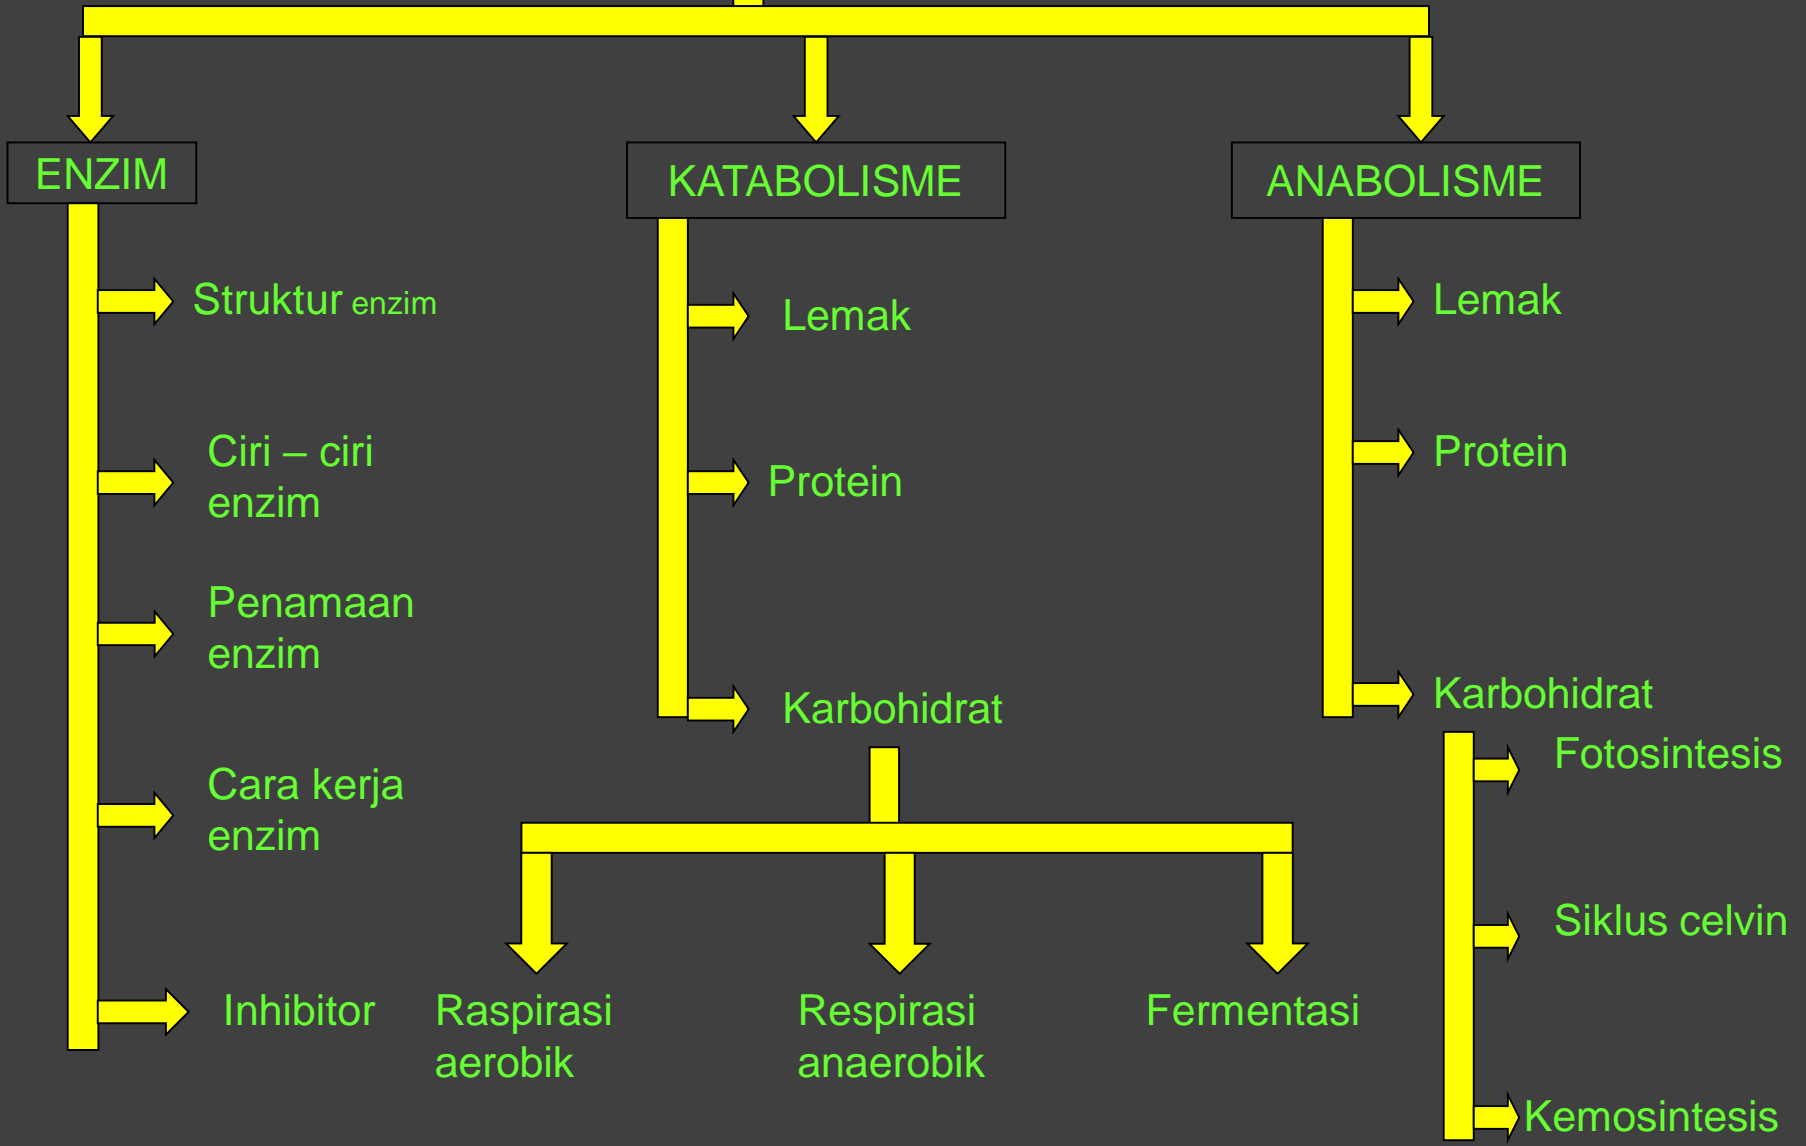 ENZIM
Struktur enzim
Ciri – ciri
enzim
Penamaan
enzim
Cara kerja
enzim
Inhibitor
KATABOLISME
Lemak
Protein
Karbohidrat
Raspirasi
aerobik
Respirasi
anaerobik
Fermentasi
ANABOLISME
Lemak
Protein
Karbohidrat
Fotosintesis
Siklus celvin
Kemosintesis